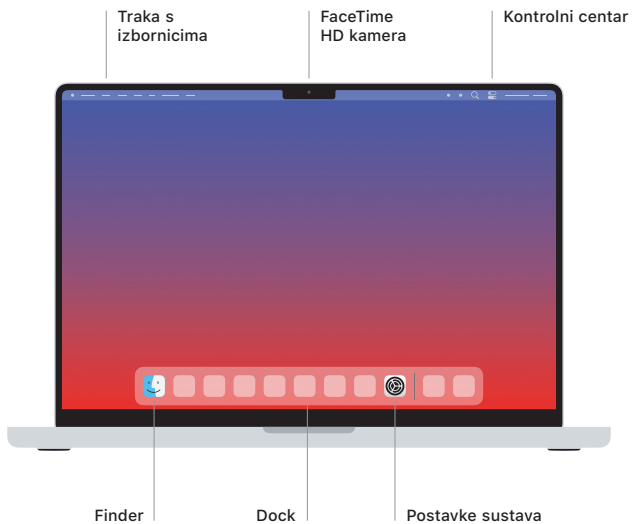 Traka s
izbornicima
FaceTime
HD kamera
Kontrolni centar
Finder
Dock
Postavke sustava